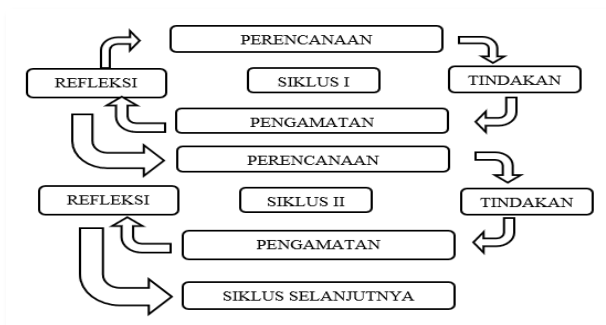 PERENCANAAN
REFLEKSI
SIKLUS I
TINDAKAN
PENGAMATAN
PERENCANAAN
REFLEKSI
SIKLUS II
TINDAKAN
PENGAMATAN
SIKLUS SELANJUTNYA